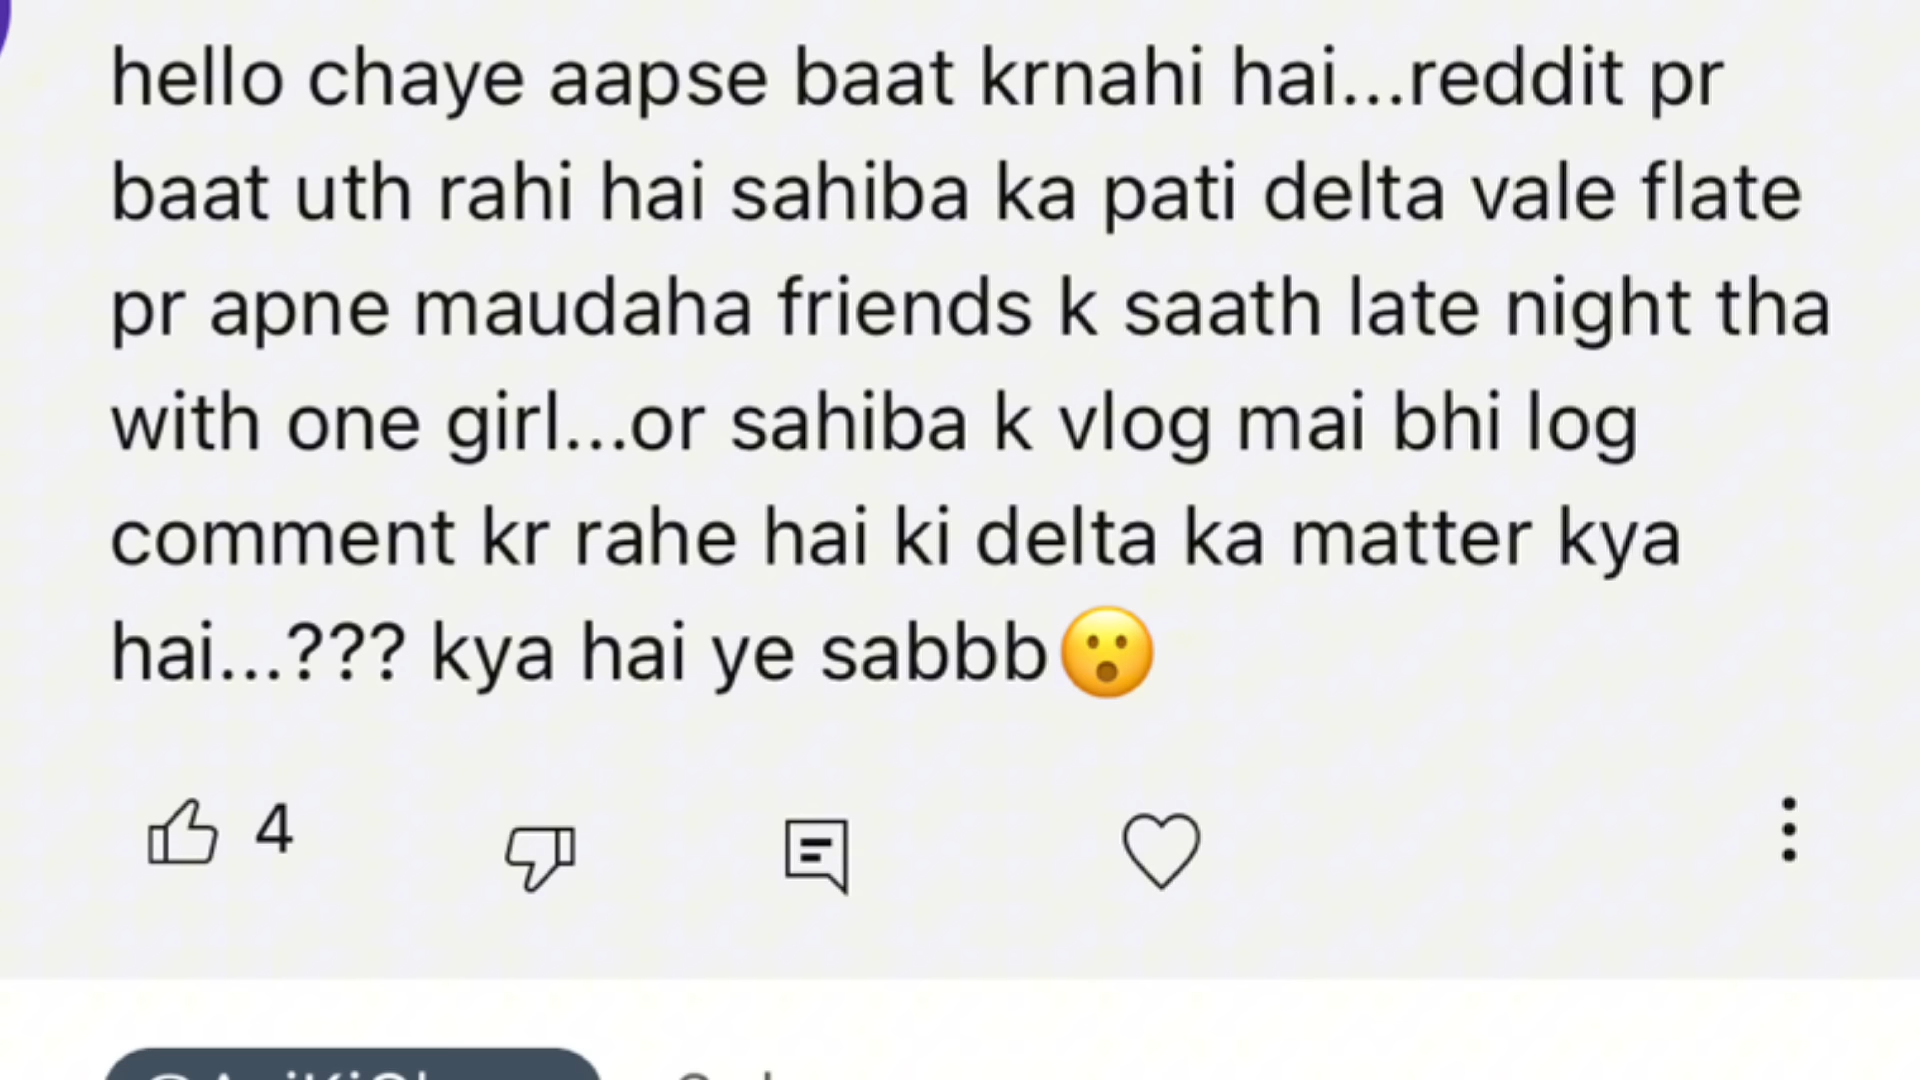 hello chaye aapse baat krnahi hai...reddit pr
baat uth rahi hai sahiba ka pati delta vale flate
pr apne maudaha friends k saath late night tha
with one girl...or sahiba k vlog mai bhi log
comment kr rahe hai ki delta ka matter kya
hai...??? kya hai ye sabbb😮
4